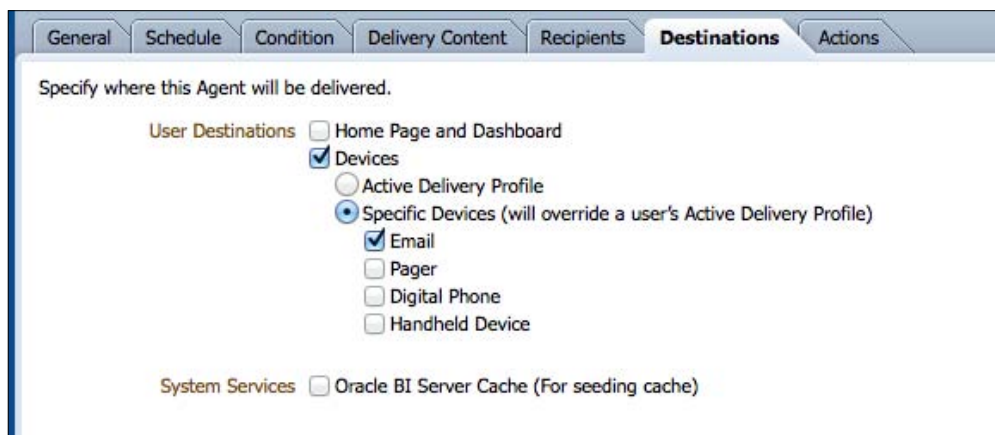 General Schedule Condition Delivery Content Recipients Destinations Actions
Specify where this Agent will be delivered.
User Destinations Home Page and Dashboard
Devices
Active Delivery Profile
Specific Devices (will override a user's Active Delivery Profile)
Email
Pager
Digital Phone
Handheld Device
System Services Oracle BI Server Cache (For seeding cache)